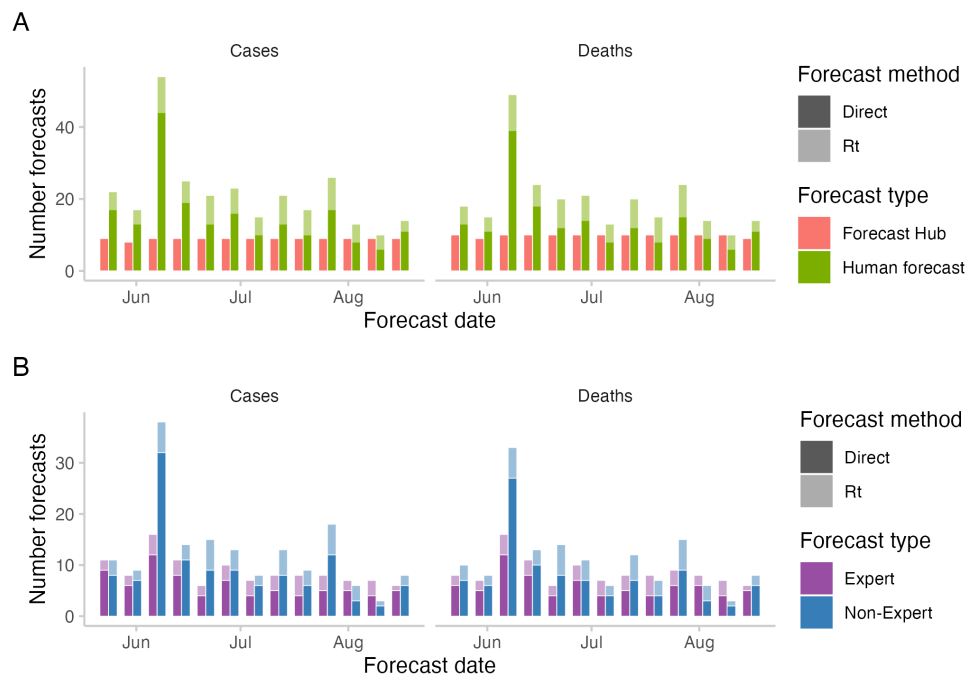 A
Cases
Deaths
Number forecasts
0
20
40
Jun
Jul
Aug
Jun
Jul
Aug
Forecast date
Forecast method
Direct
Rt
Forecast type
Forecast Hub
Human forecast
B
Cases
Deaths
Number forecasts
0
10
20
30
Jun
Jul
Aug
Jun
Jul
Aug
Forecast date
Forecast method
Direct
Rt
Forecast type
Expert
Non-Expert